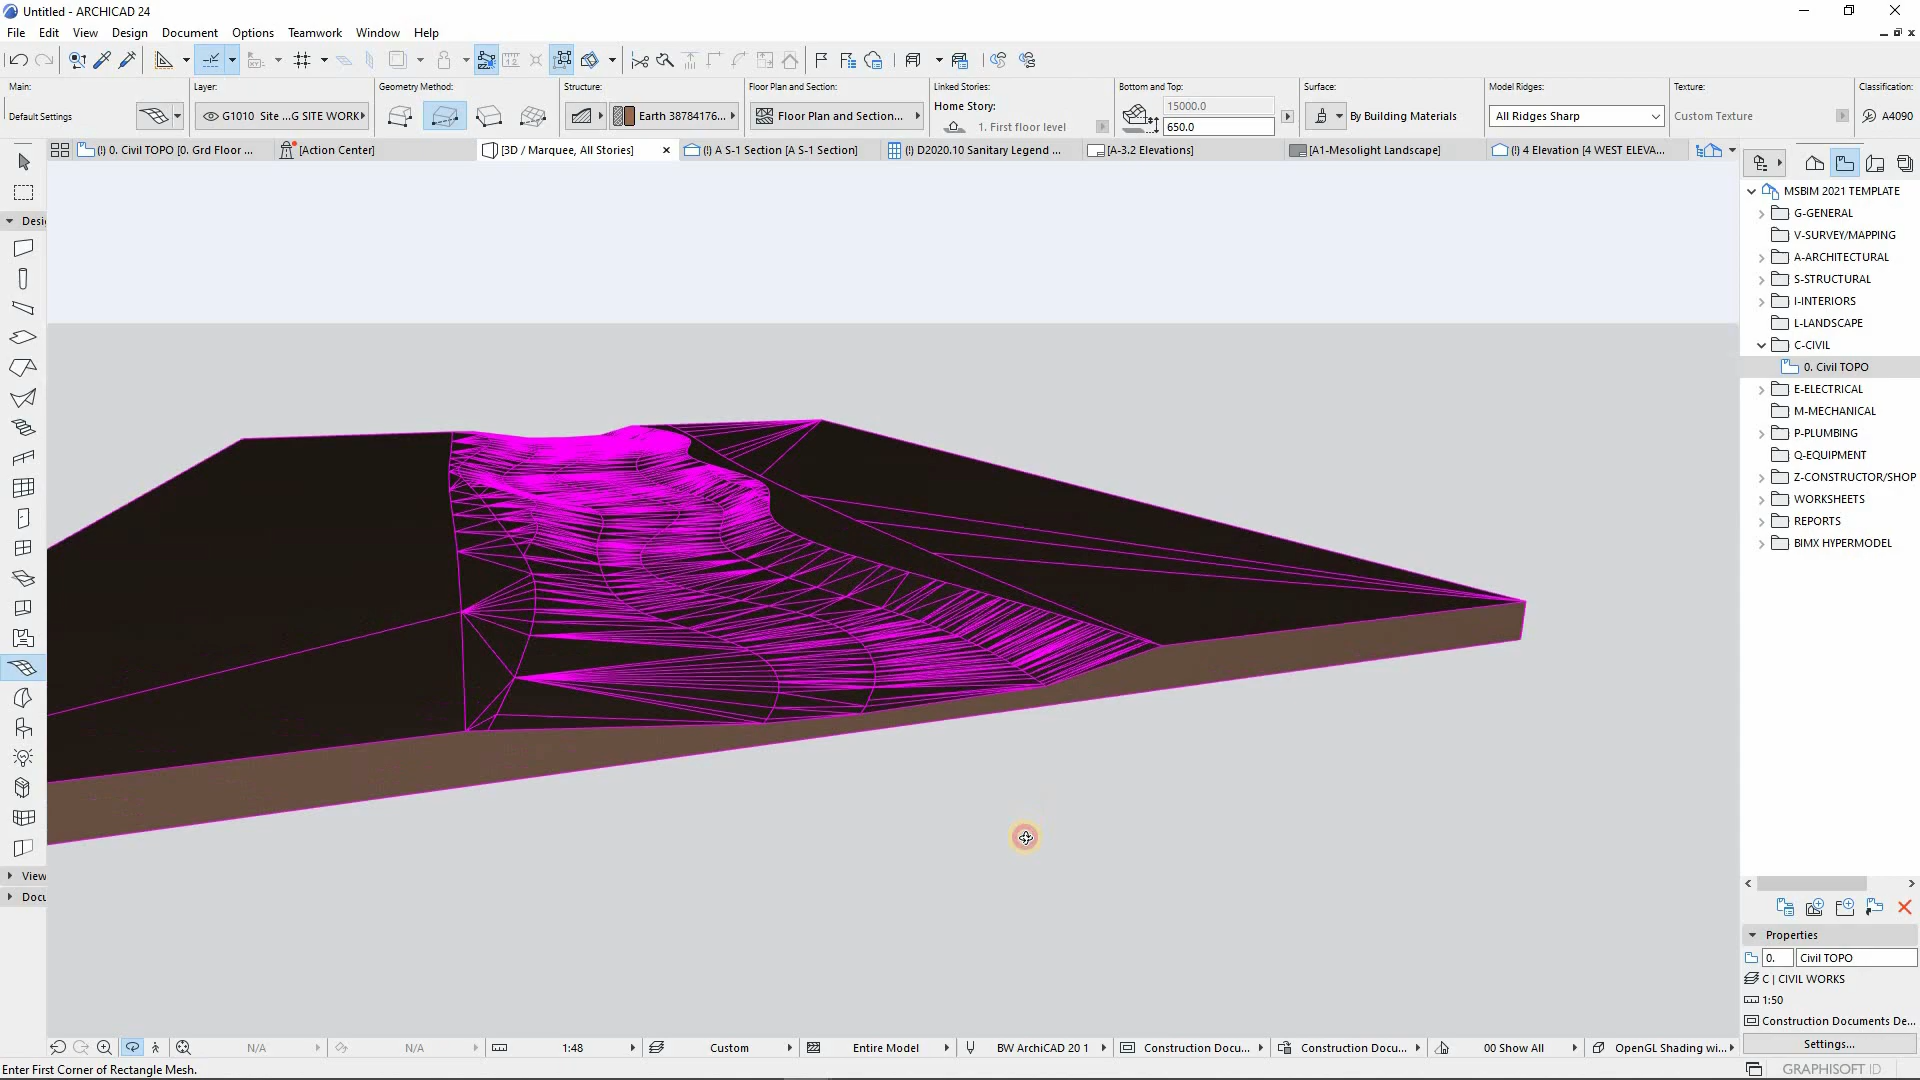 Untitled - ARCHICAD 24
File Edit View Design Document Options Teamwork Window Help
Main:
Default Settings
Layer:
G1010 Site ...G SITE WORK
Geometry Method:
Structure:
Earth 38784176...
Floor Plan and Section:
Floor Plan and Section...
Linked Stories:
Home Story:
1. First floor level
Bottom and Top:
15000.0
650.0
Surface:
By Building Materials
Model Ridges:
All Ridges Sharp
Texture:
Custom Texture
Classification:
A4090
(!) 0. Civil TOPO [0. Grd Floor ...
[Action Center]
[3D / Marquee, All Stories]
(!) A S-1 Section [A S-1 Section]
(!) D2020.10 Sanitary Legend ...
[A-3.2 Elevations]
[A1-Mesolight Landscape]
(!) 4 Elevation [4 WEST ELEVA...
Desi
View
Docu
MSBIM 2021 TEMPLATE
G-GENERAL
V-SURVEY/MAPPING
A-ARCHITECTURAL
S-STRUCTURAL
I-INTERIORS
L-LANDSCAPE
C-CIVIL
0. Civil TOPO
E-ELECTRICAL
M-MECHANICAL
P-PLUMBING
Q-EQUIPMENT
Z-CONSTRUCTOR/SHOP
WORKSHEETS
REPORTS
BIMX HYPERMODEL
Properties
0. Civil TOPO
C | CIVIL WORKS
1:50
Construction Documents De...
Settings...
N/A
N/A
1:48
Custom
Entire Model
BW ArchiCAD 20 1
Construction Docu...
Construction Docu...
00 Show All
OpenGL Shading wi...
Enter First Corner of Rectangle Mesh.
GRAPHISOFT ID